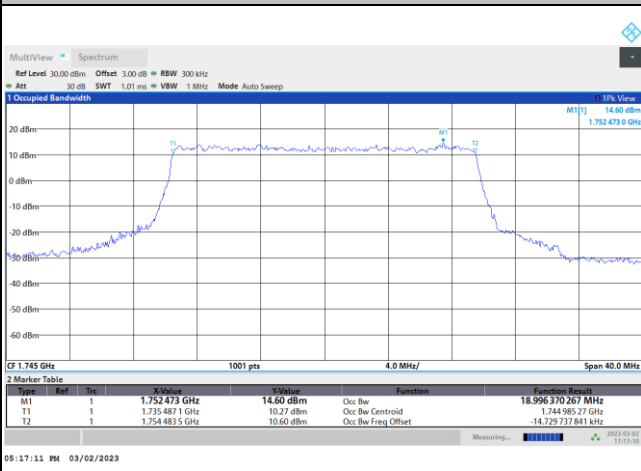 MultiView Spectrum
Ref Level 30.00 dBm Offset 3.00 dB RBW 300 kHz
Att 30 dB SWT 1.01 ms VBW 1 MHz Mode Auto Sweep
1 Occupied Bandwidth 1Pk View
M1[1] 14.60 dBm
1.752 473 0 GHz
20 dBm
M1
T1 T2
10 dBm
0 dBm
-10 dBm
-20 dBm
-30 dBm
-40 dBm
-50 dBm
-60 dBm
CF 1.745 GHz 1001 pts 4.0 MHz/ Span 40.0 MHz
2 Marker Table
Type Ref Trc X-Value Y-Value Function Function Result
M1 1 1.752473 GHz 14.60 dBm Occ Bw 18.996 370 267 MHz
T1 1 1.735 487 1 GHz 10.27 dBm Occ Bw Centroid 1.744 985 27 GHz
T2 1 1.754 483 5 GHz 10.60 dBm Occ Bw Freq Offset -14.729 737 841 kHz
Measuring... 2023-03-02
17:17:10
05:17:11 PM 03/02/2023